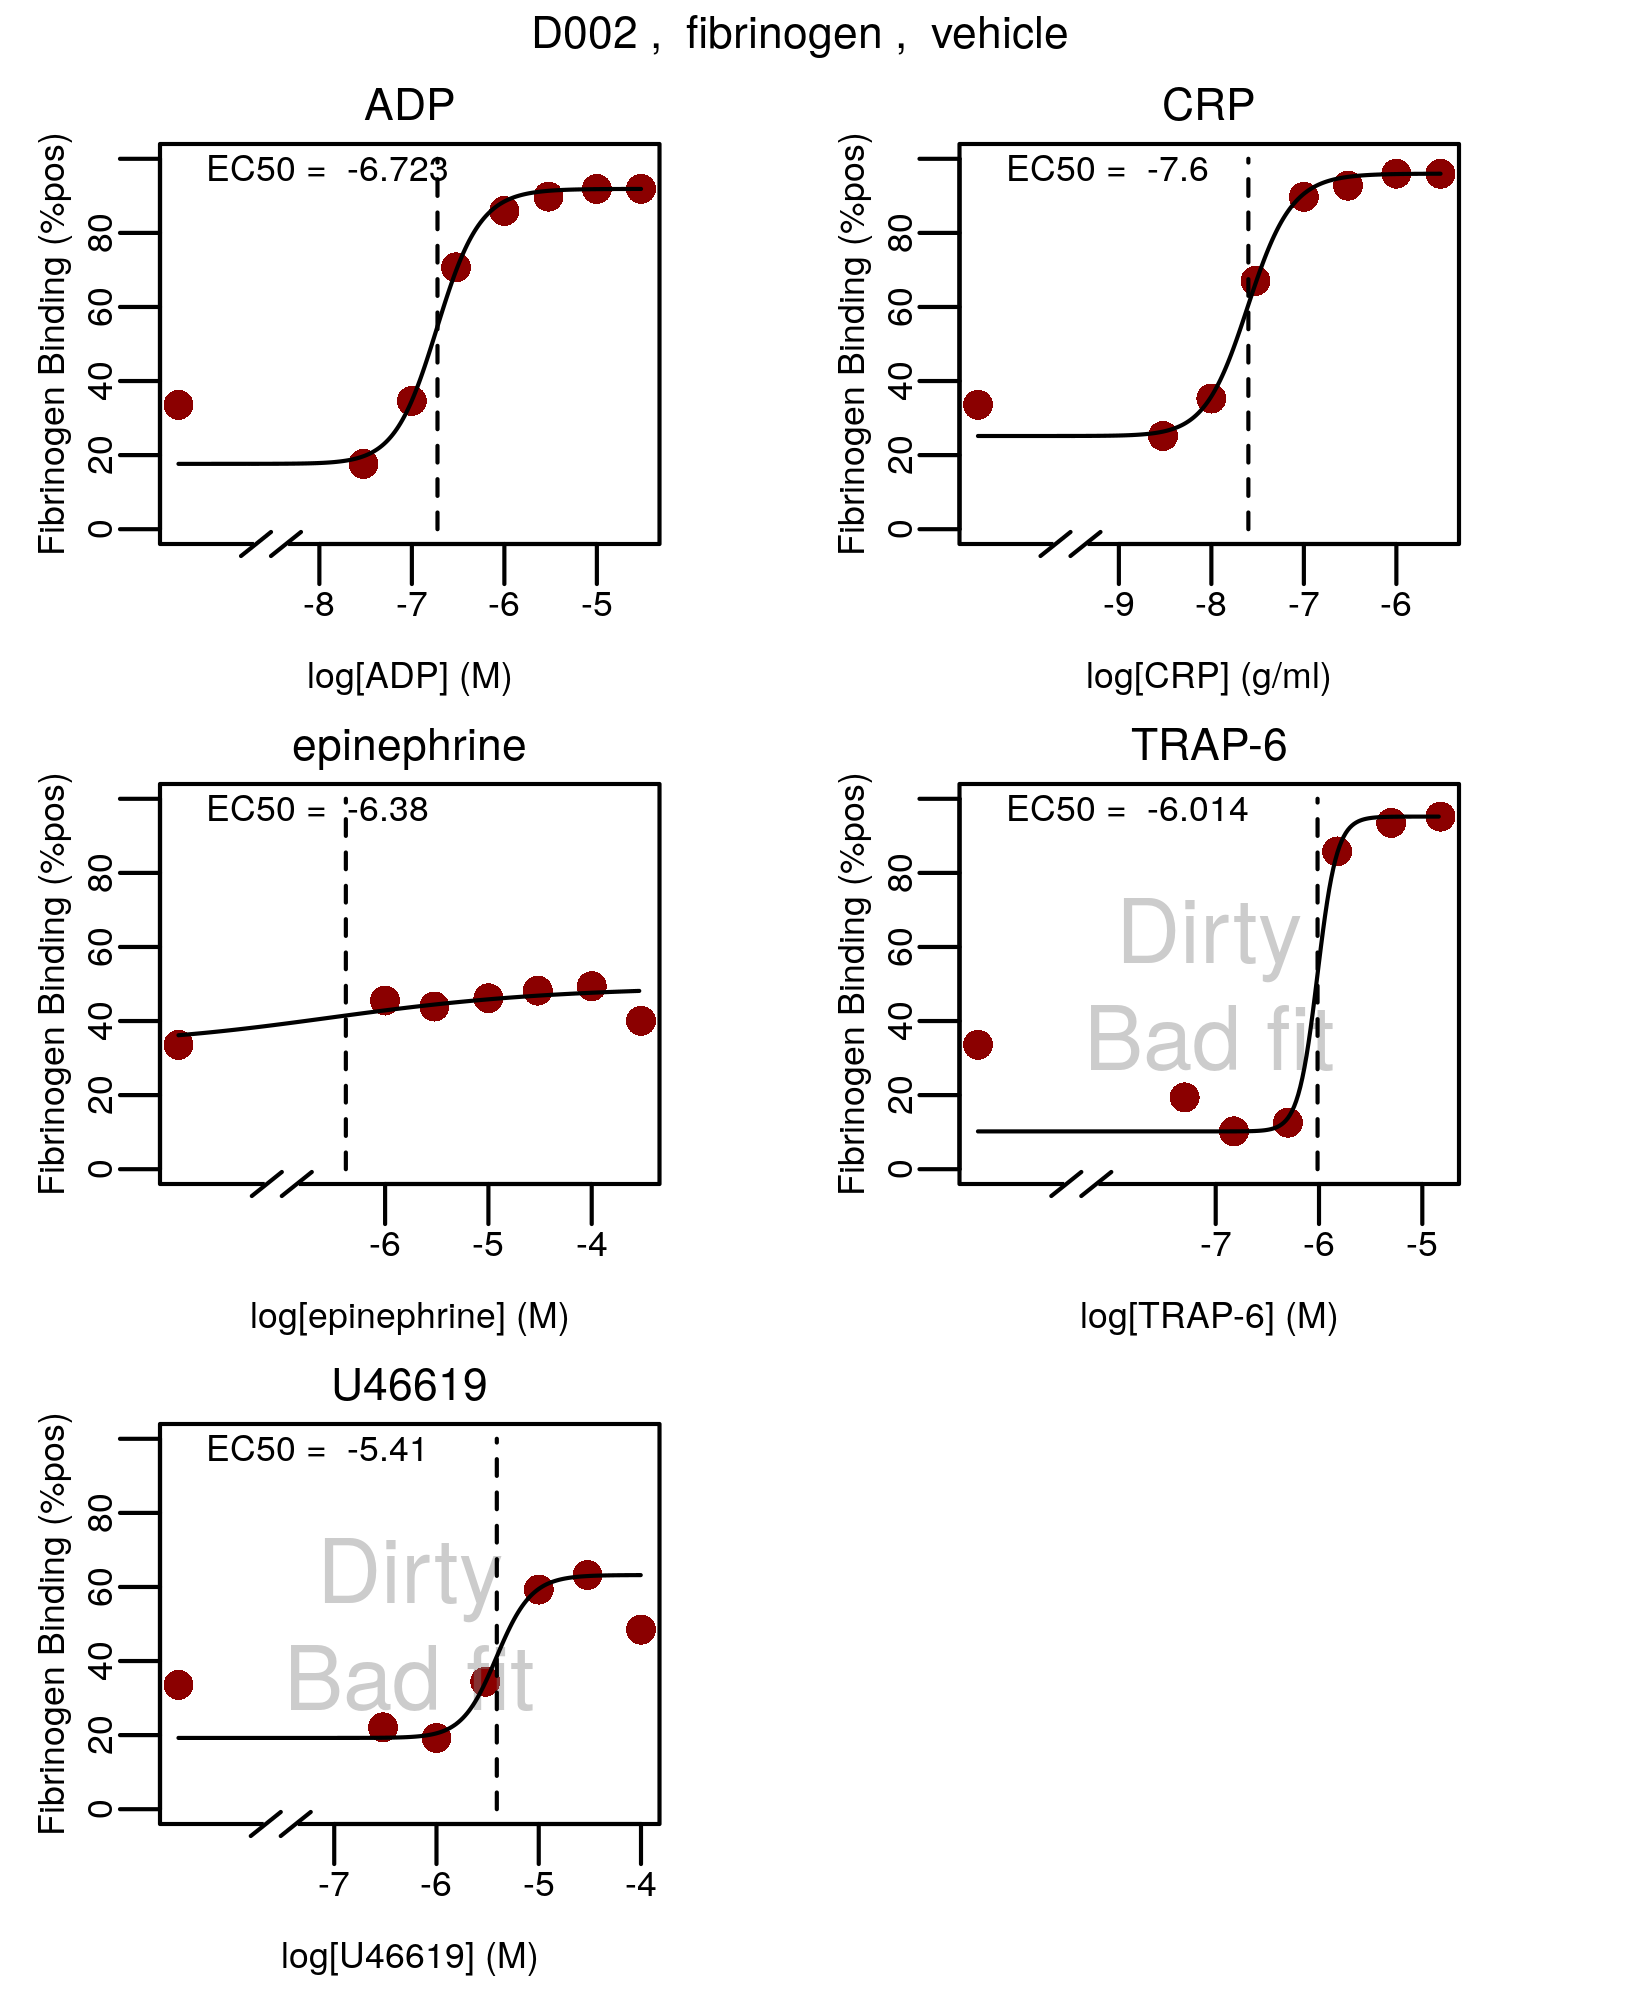 D002 , fibrinogen , vehicle
ADP
EC50 = -6.723
Fibrinogen Binding (%pos)
0 20 40 60 80
-8 -7 -6 -5
log[ADP] (M)
CRP
EC50 = -7.6
Fibrinogen Binding (%pos)
0 20 40 60 80
-9 -8 -7 -6
log[CRP] (g/ml)
epinephrine
EC50 = -6.38
Fibrinogen Binding (%pos)
0 20 40 60 80
-6 -5 -4
log[epinephrine] (M)
TRAP-6
EC50 = -6.014
Dirty
Bad fit
Fibrinogen Binding (%pos)
0 20 40 60 80
-7 -6 -5
log[TRAP-6] (M)
U46619
EC50 = -5.41
Dirty
Bad fit
Fibrinogen Binding (%pos)
0 20 40 60 80
-7 -6 -5 -4
log[U46619] (M)